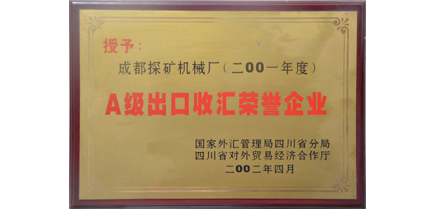 授予：
成都探矿机械厂（二00一年度）
A级出口收汇荣誉企业
国家外汇管理局四川省分局
四川省对外贸易经济合作厅
二00二年四月